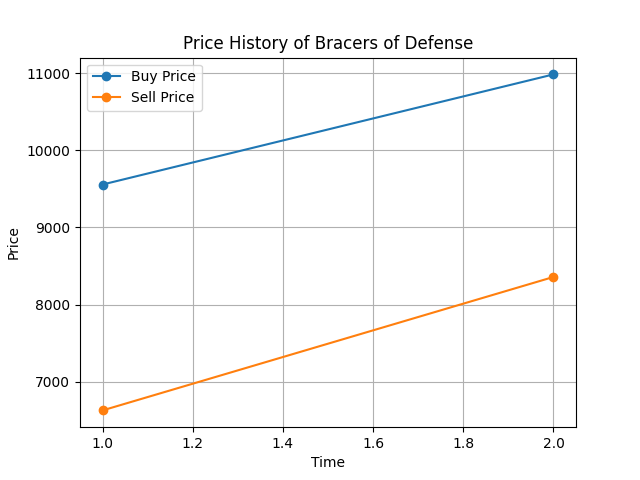 Price History of Bracers of Defense
Buy Price
Sell Price
11000
10000
9000
8000
7000
Price
1.0 1.2 1.4 1.6 1.8 2.0
Time